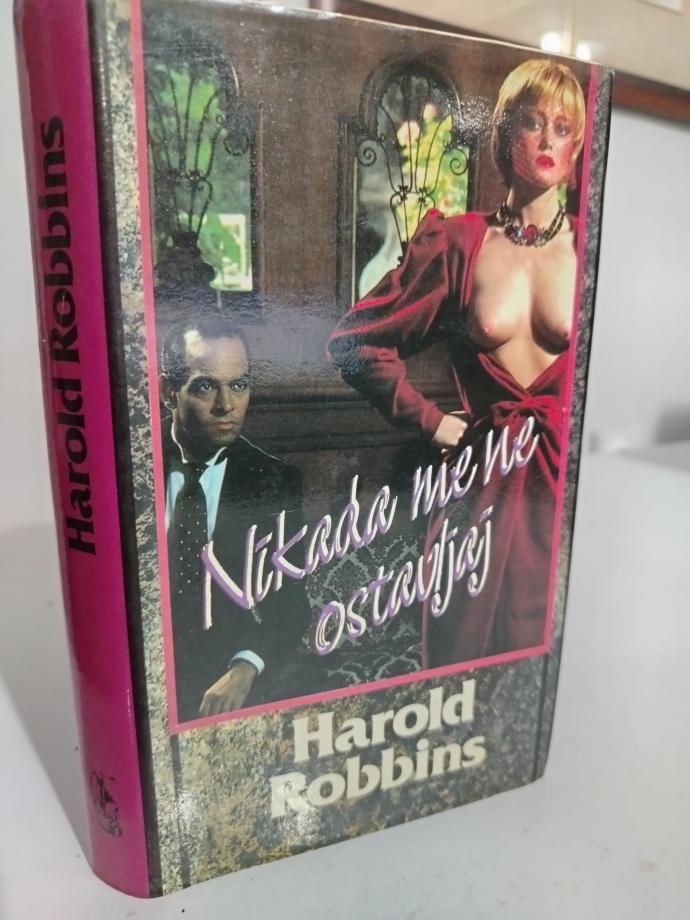 Harold Robbins
Nikada me ne
ostavljaj
Harold
Robbins